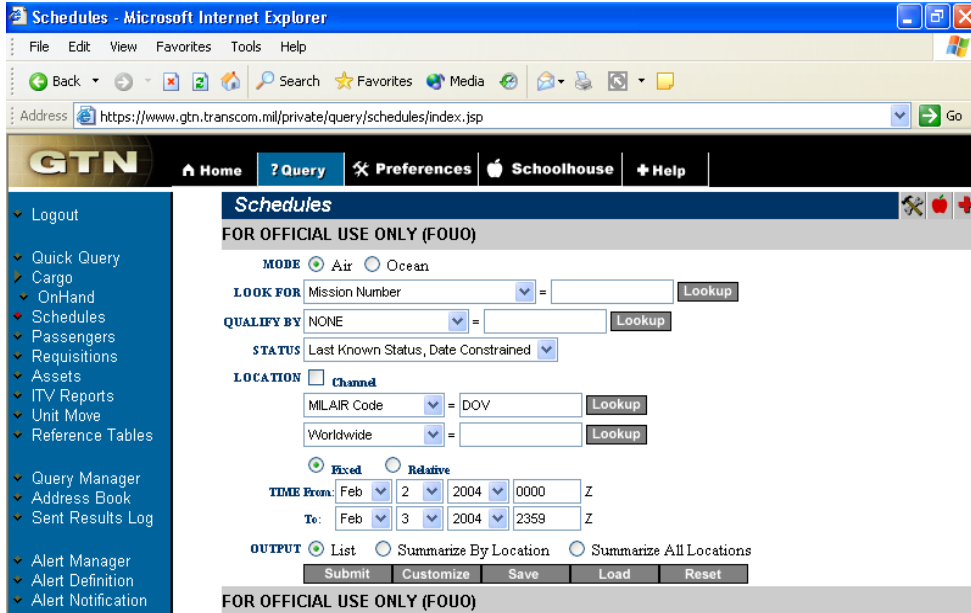 Schedules - Microsoft Internet Explorer
File Edit View Favorites Tools Help
Back Search Favorites Media
Address https://www.gtn.transcom.mil/private/query/schedules/index.jsp Go
GTN Home ? Query Preferences Schoolhouse Help
Logout
Quick Query
Cargo
OnHand
Schedules
Passengers
Requisitions
Assets
ITV Reports
Unit Move
Reference Tables
Query Manager
Address Book
Sent Results Log
Alert Manager
Alert Definition
Alert Notification
Schedules
FOR OFFICIAL USE ONLY (FOUO)
MODE Air Ocean
LOOK FOR Mission Number = Lookup
QUALIFY BY NONE = Lookup
STATUS Last Known Status, Date Constrained
LOCATION Channel
MILAIR Code = DOV Lookup
Worldwide = Lookup
Fixed Relative
TIME From: Feb 2 2004 0000 Z
To: Feb 3 2004 2359 Z
OUTPUT List Summarize By Location Summarize All Locations
Submit Customize Save Load Reset
FOR OFFICIAL USE ONLY (FOUO)